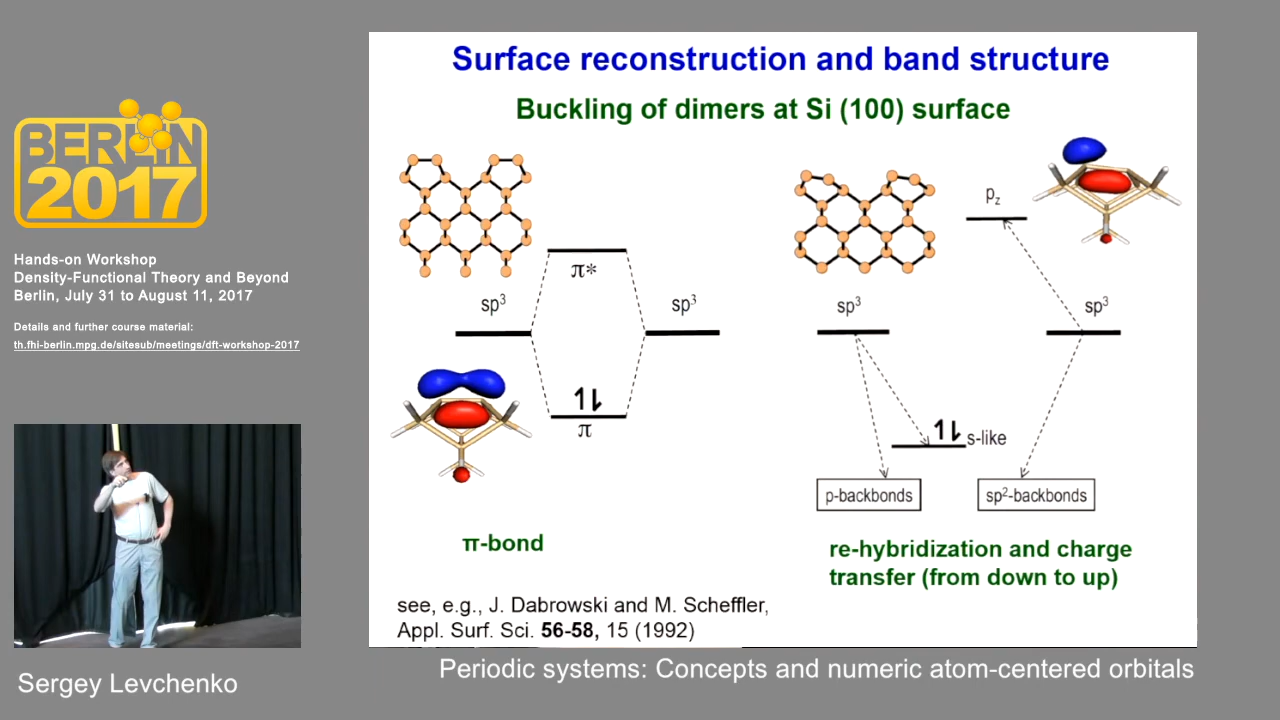 BERLIN
2017
Hands-on Workshop
Density-Functional Theory and Beyond
Berlin, July 31 to August 11, 2017
Details and further course material:
th.fhi-berlin.mpg.de/sitesub/meetings/dft-workshop-2017
Sergey Levchenko
Surface reconstruction and band structure
Buckling of dimers at Si (100) surface
π*
sp³
sp³
1⇂
π
π-bond
see, e.g., J. Dabrowski and M. Scheffler,
Appl. Surf. Sci. 56-58, 15 (1992)
p_z
sp³
sp³
1⇂ s-like
p-backbonds
sp²-backbonds
re-hybridization and charge
transfer (from down to up)
Periodic systems: Concepts and numeric atom-centered orbitals